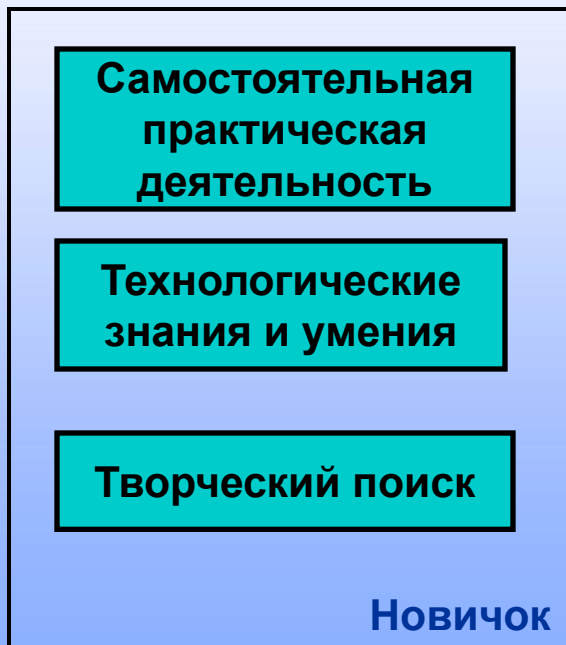 Самостоятельная
практическая
деятельность
Технологические
знания и умения
Творческий поиск
Новичок